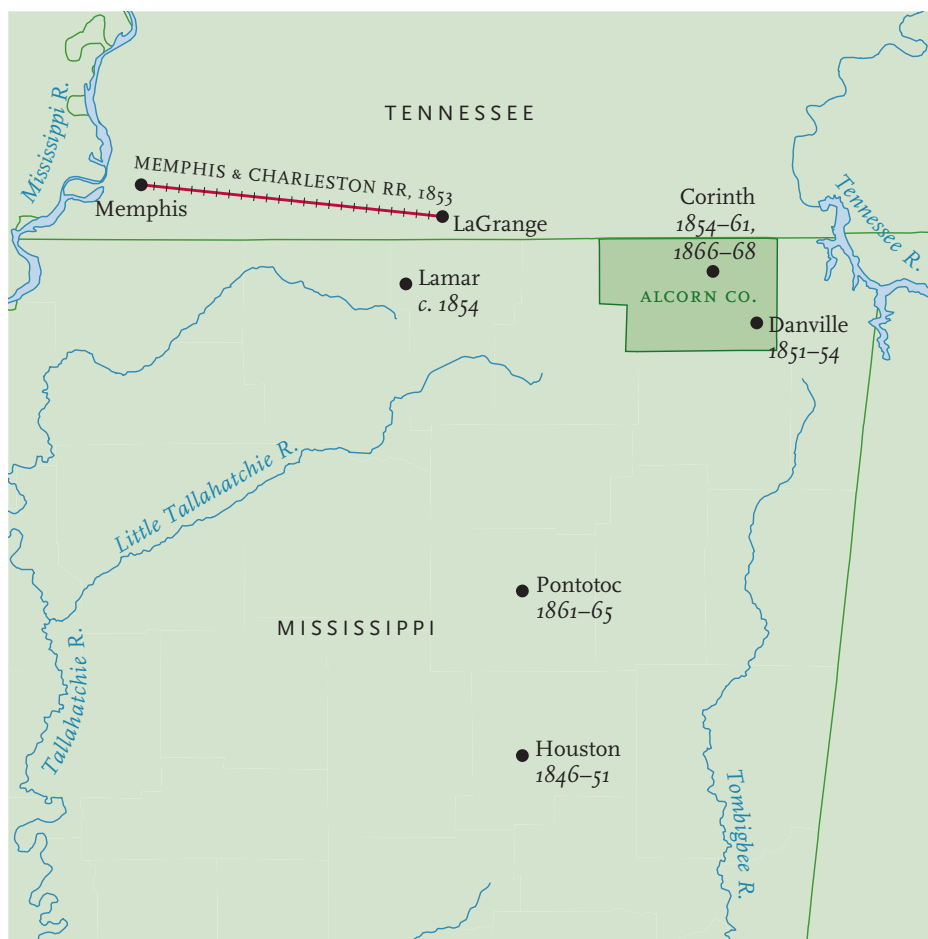 Mississippi R.
TENNESSEE
MEMPHIS & CHARLESTON RR, 1853
Memphis
LaGrange
Corinth
1854–61,
1866–68
Tennessee R.
Lamar
c. 1854
ALCORN CO.
Danville
1851–54
Little Tallahatchie R.
Pontotoc
1861–65
MISSISSIPPI
Tallahatchie R.
Houston
1846–51
Tombigbee R.